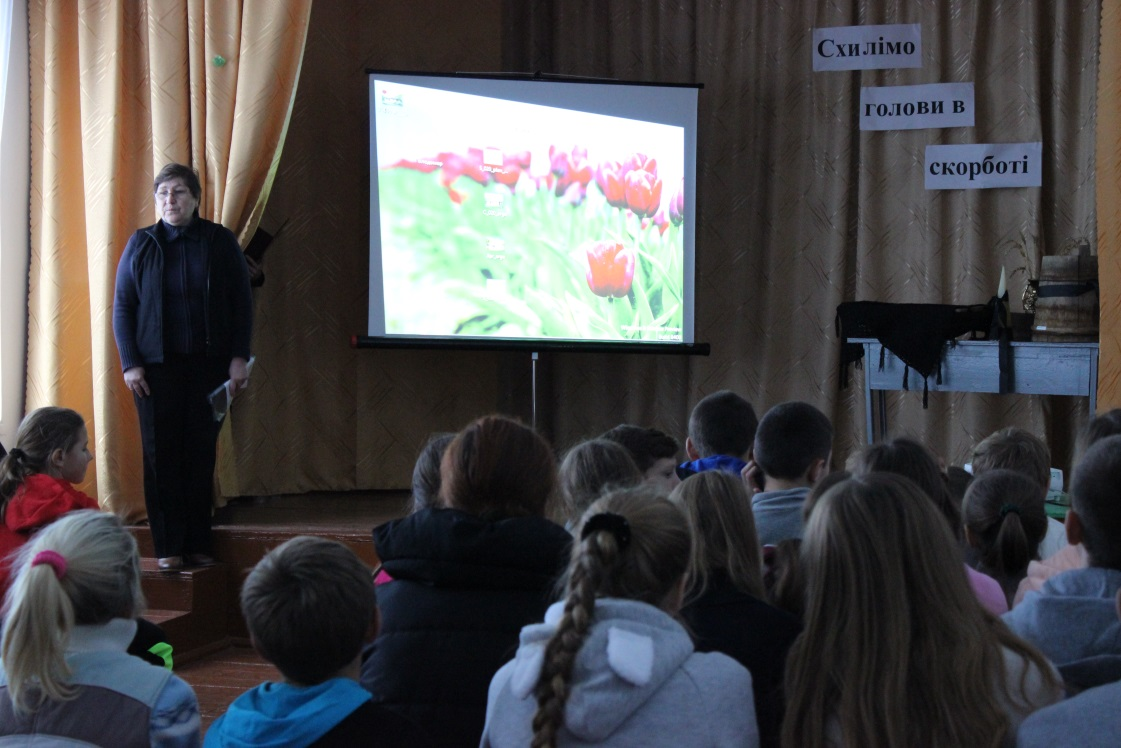 Схилімо
голови в
скорботі